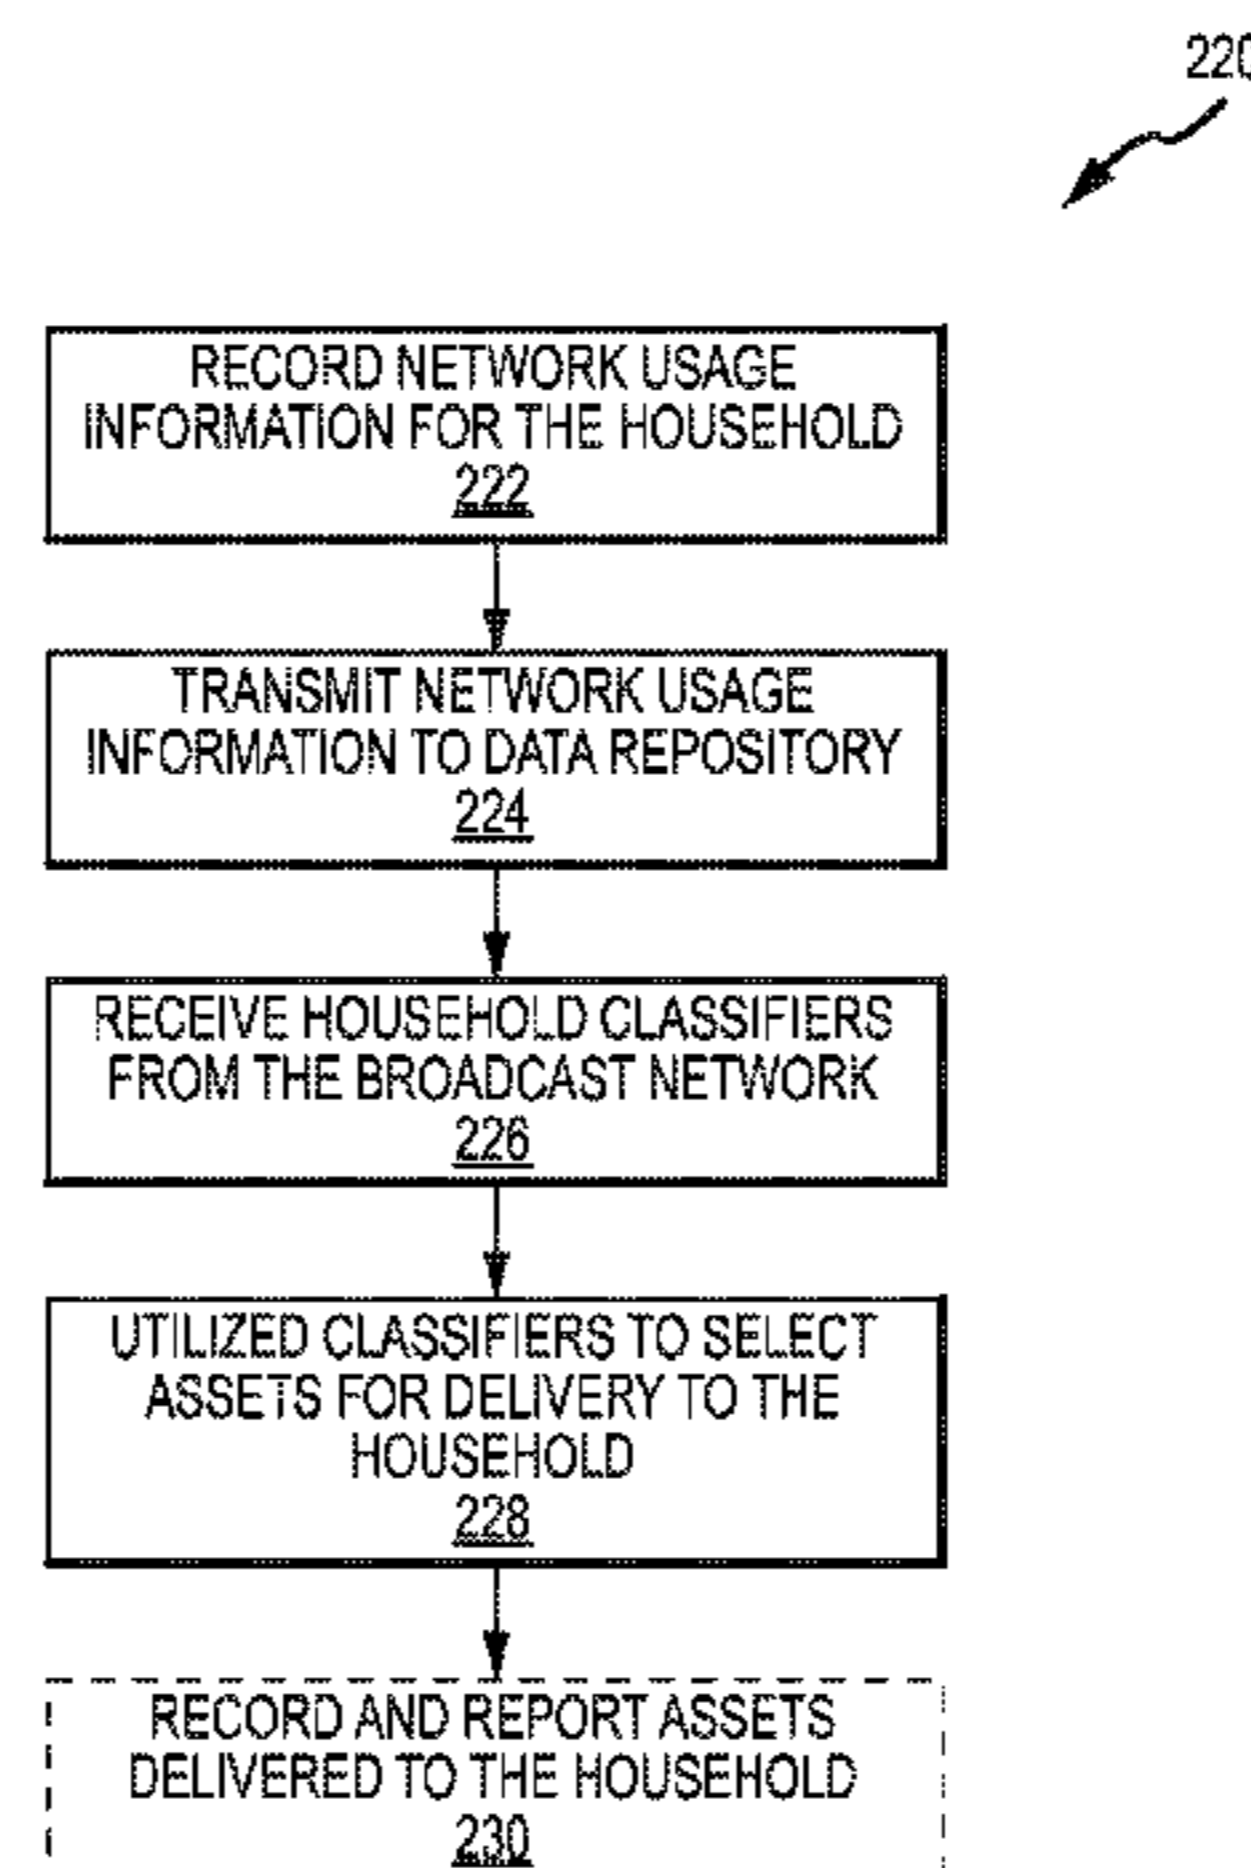 220
RECORD NETWORK USAGE
INFORMATION FOR THE HOUSEHOLD
222
TRANSMIT NETWORK USAGE
INFORMATION TO DATA REPOSITORY
224
RECEIVE HOUSEHOLD CLASSIFIERS
FROM THE BROADCAST NETWORK
226
UTILIZED CLASSIFIERS TO SELECT
ASSETS FOR DELIVERY TO THE
HOUSEHOLD
228
RECORD AND REPORT ASSETS
DELIVERED TO THE HOUSEHOLD
230